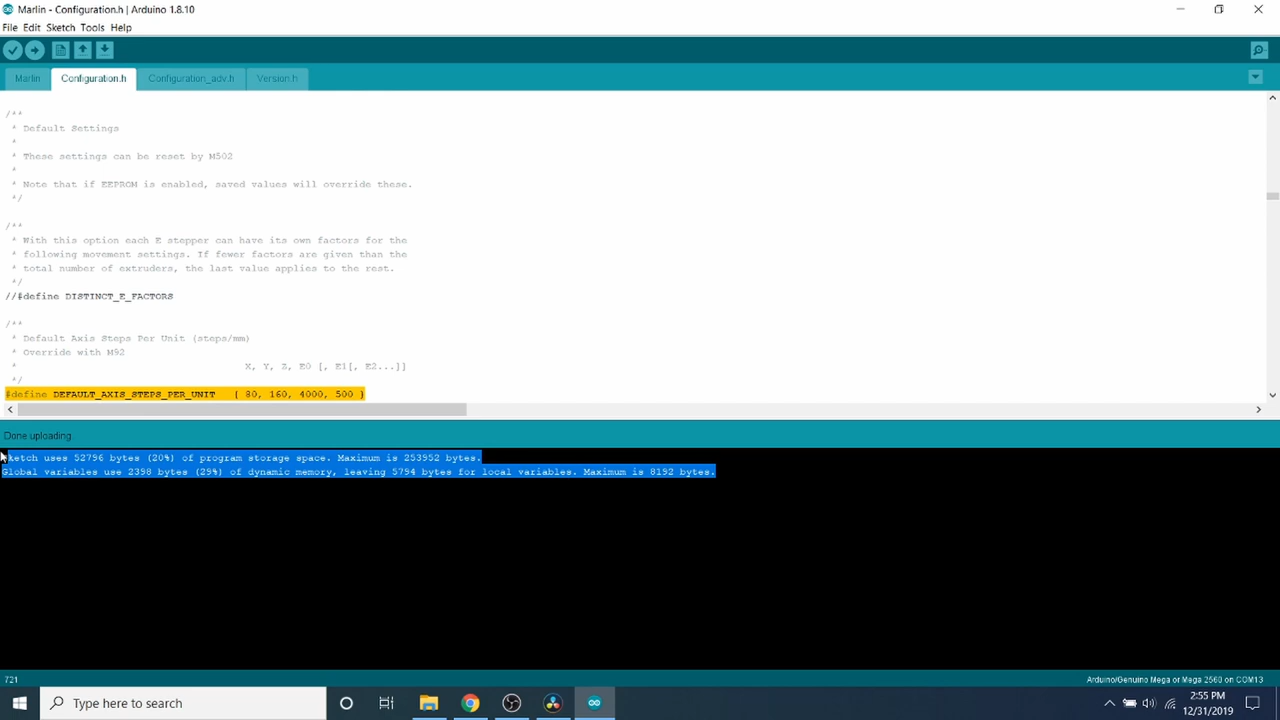 Marlin - Configuration.h | Arduino 1.8.10
File Edit Sketch Tools Help
Marlin Configuration.h Configuration_adv.h Version.h
/**
* Default Settings
*
* These settings can be reset by M502
*
* Note that if EEPROM is enabled, saved values will override these.
*/
/**
* With this option each E stepper can have its own factors for the
* following movement settings. If fewer factors are given than the
* total number of extruders, the last value applies to the rest.
*/
//#define DISTINCT_E_FACTORS
/**
* Default Axis Steps Per Unit (steps/mm)
* Override with M92
* X, Y, Z, E0 [, E1[, E2...]]
*/
#define DEFAULT_AXIS_STEPS_PER_UNIT { 80, 160, 4000, 500 }
Done uploading.
ketch uses 52796 bytes (20%) of program storage space. Maximum is 253952 bytes.
Global variables use 2398 bytes (29%) of dynamic memory, leaving 5794 bytes for local variables. Maximum is 8192 bytes.
721 Arduino/Genuino Mega or Mega 2560 on COM13
Type here to search
2:55 PM
12/31/2019